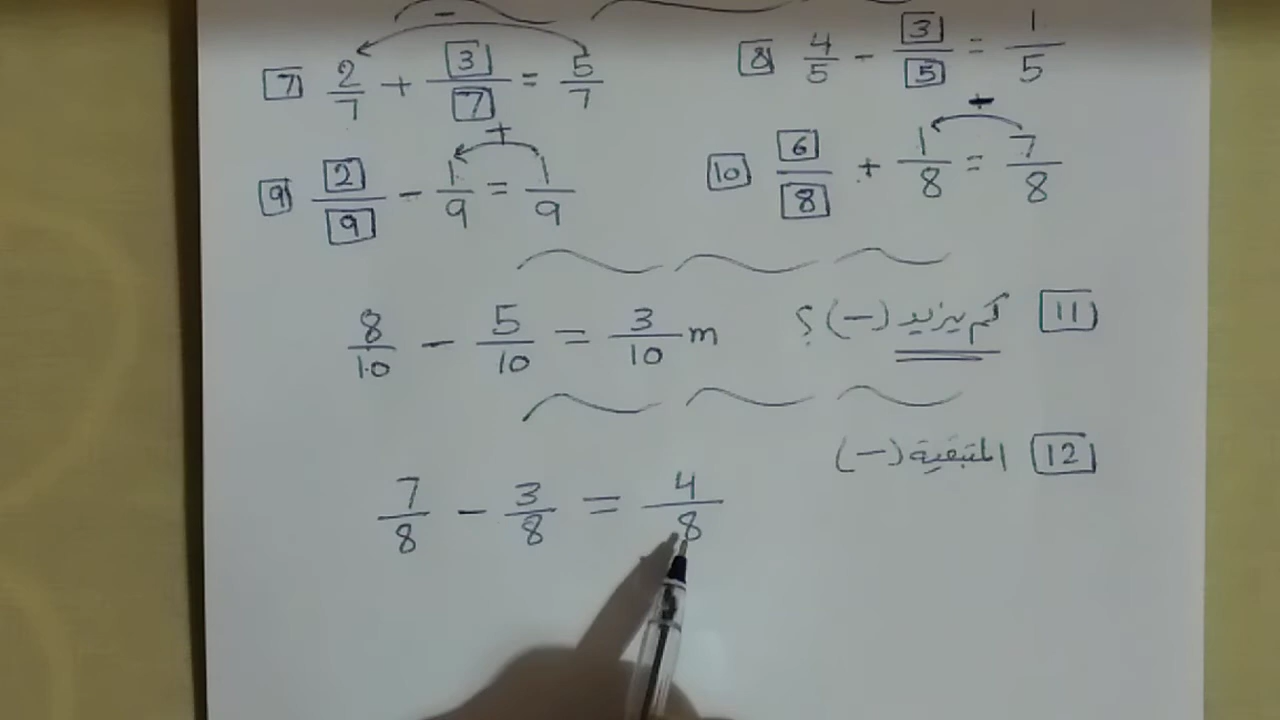 [7] 2/7 + 3/7 = 5/7 −
[8] 4/5 − 3/5 = 1/5
[9] 2/9 − 1/9 = 1/9 +
[10] 6/8 + 1/8 = 7/8 −
[11] كم يزيد (−) ؟
8/10 − 5/10 = 3/10 m
[12] المتبقية (−)
7/8 − 3/8 = 4/8